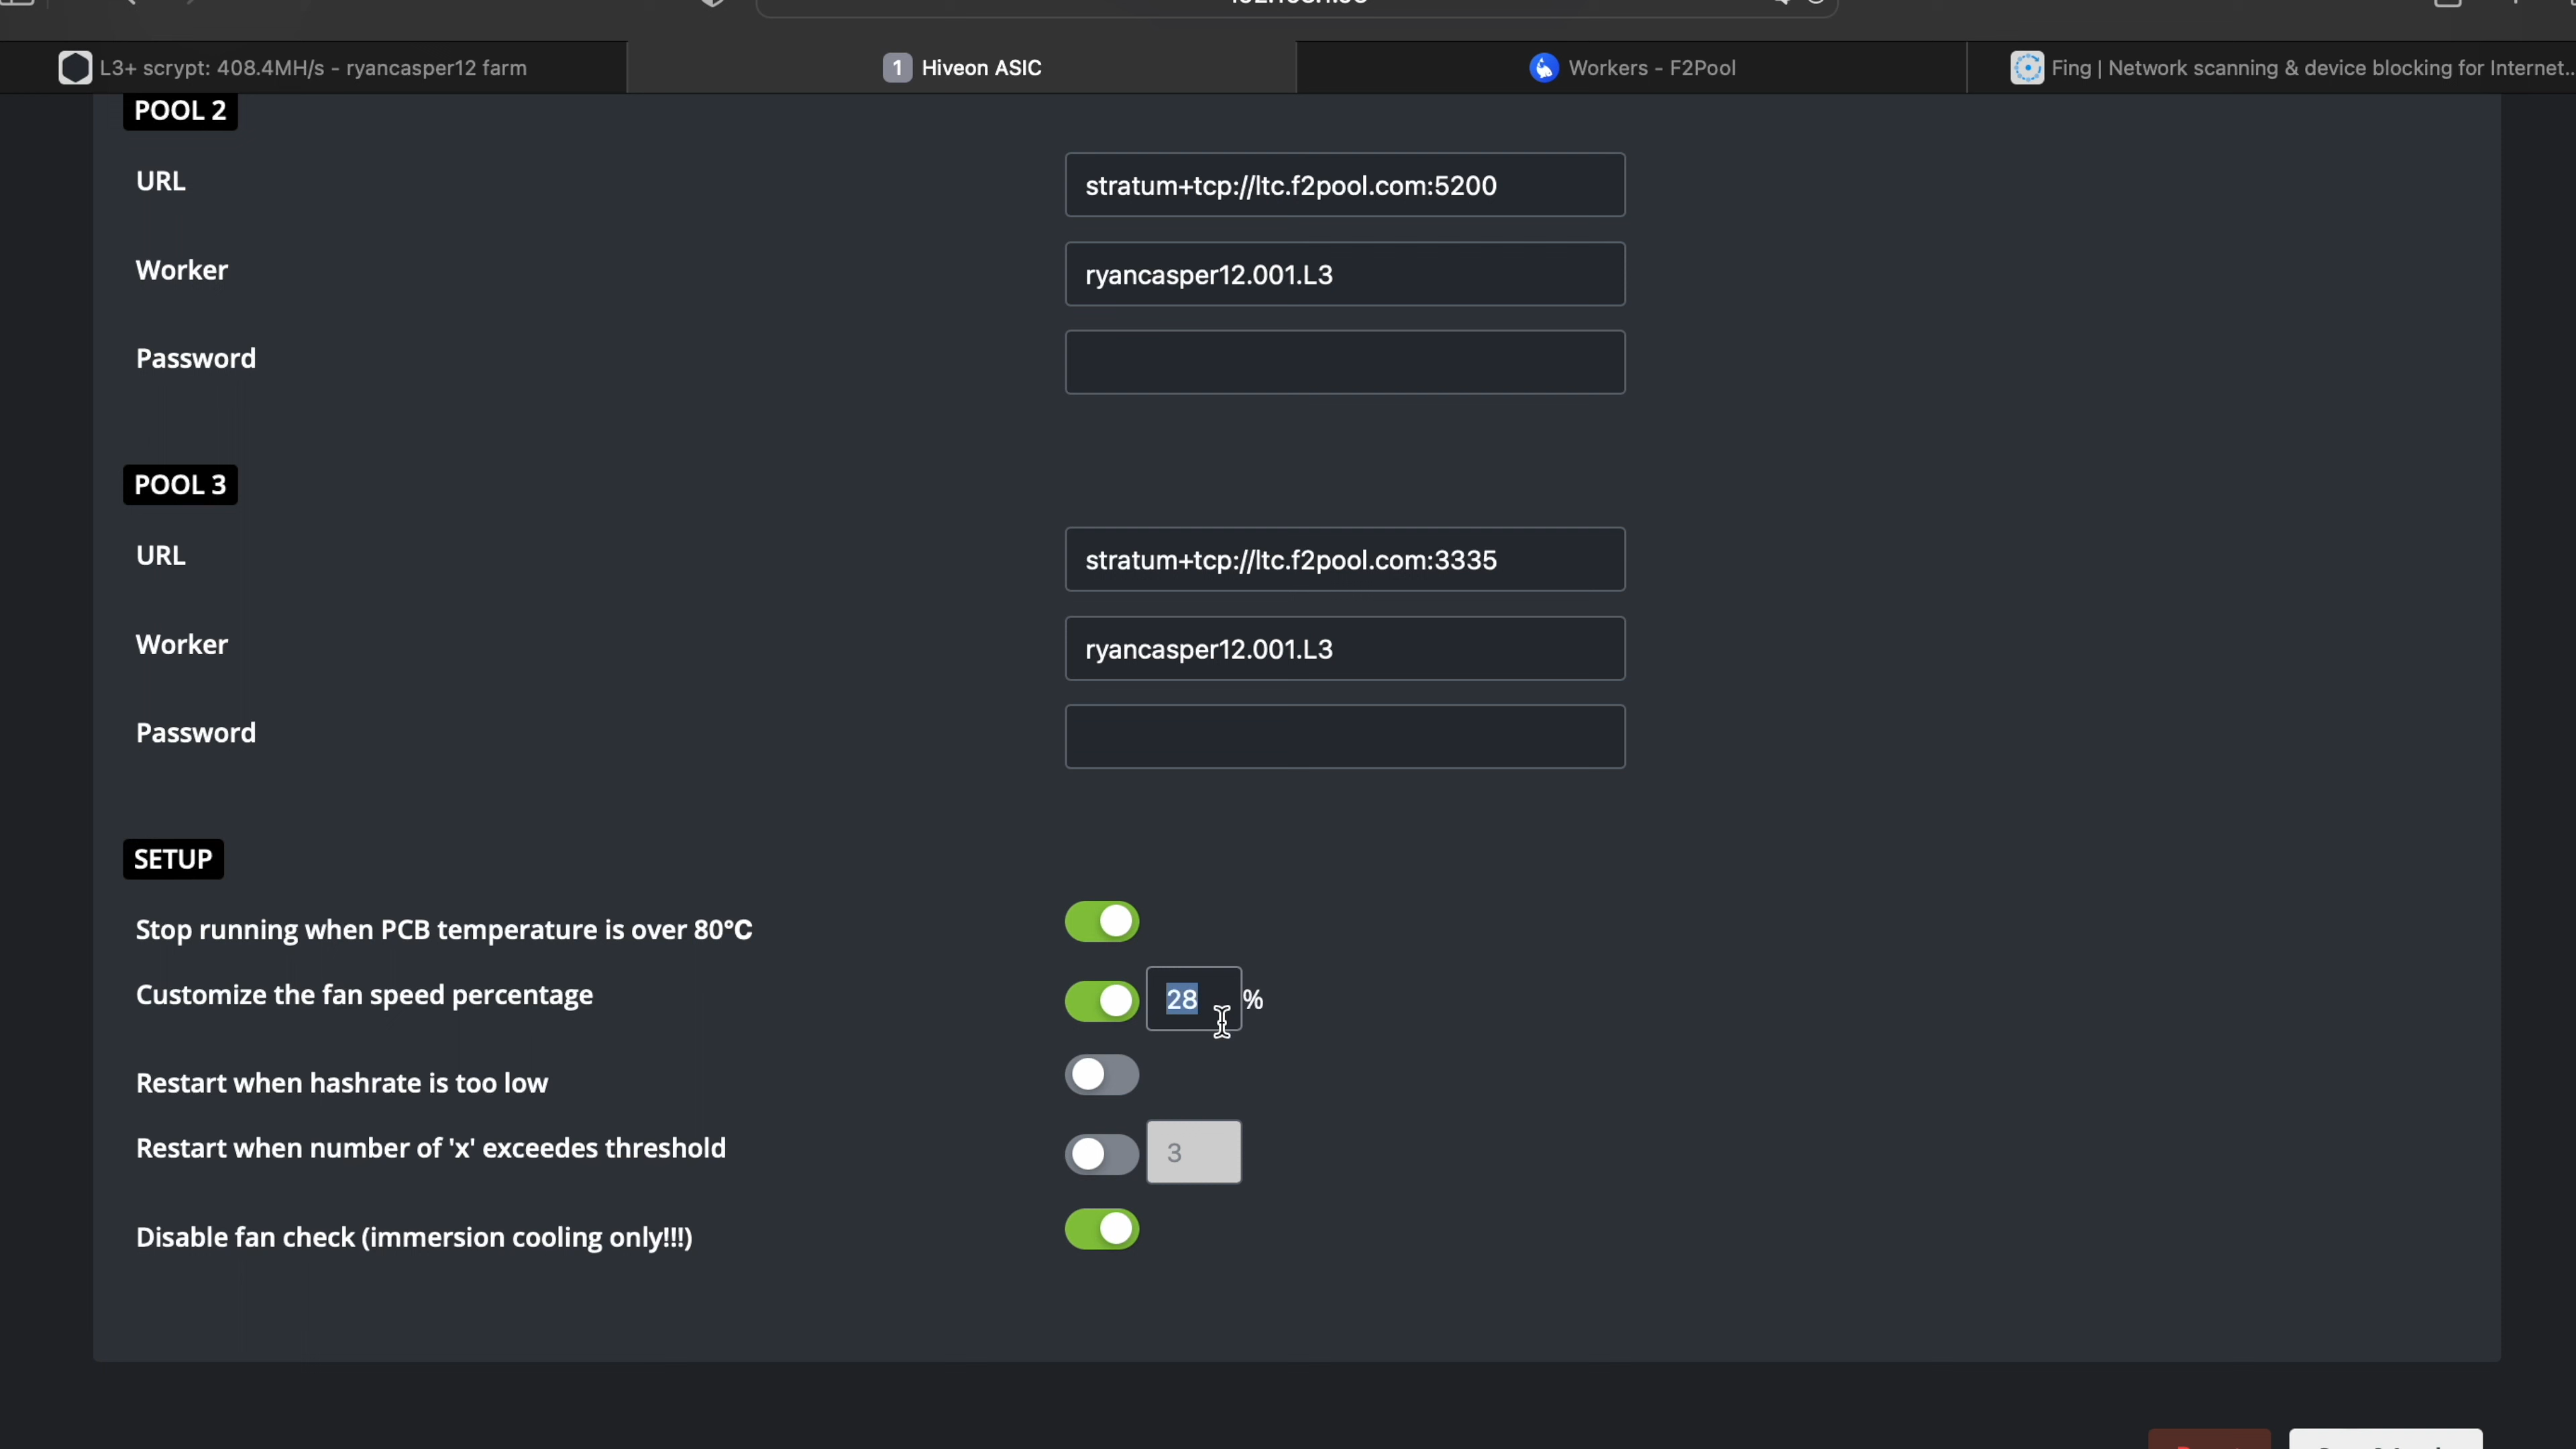 L3+ scrypt: 408.4MH/s - ryancasper12 farm
1 Hiveon ASIC
Workers - F2Pool
Fing | Network scanning & device blocking for Internet...
POOL 2
URL
stratum+tcp://ltc.f2pool.com:5200
Worker
ryancasper12.001.L3
Password
POOL 3
URL
stratum+tcp://ltc.f2pool.com:3335
Worker
ryancasper12.001.L3
Password
SETUP
Stop running when PCB temperature is over 80°C
Customize the fan speed percentage
28 %
Restart when hashrate is too low
Restart when number of 'x' exceedes threshold
3
Disable fan check (immersion cooling only!!!)